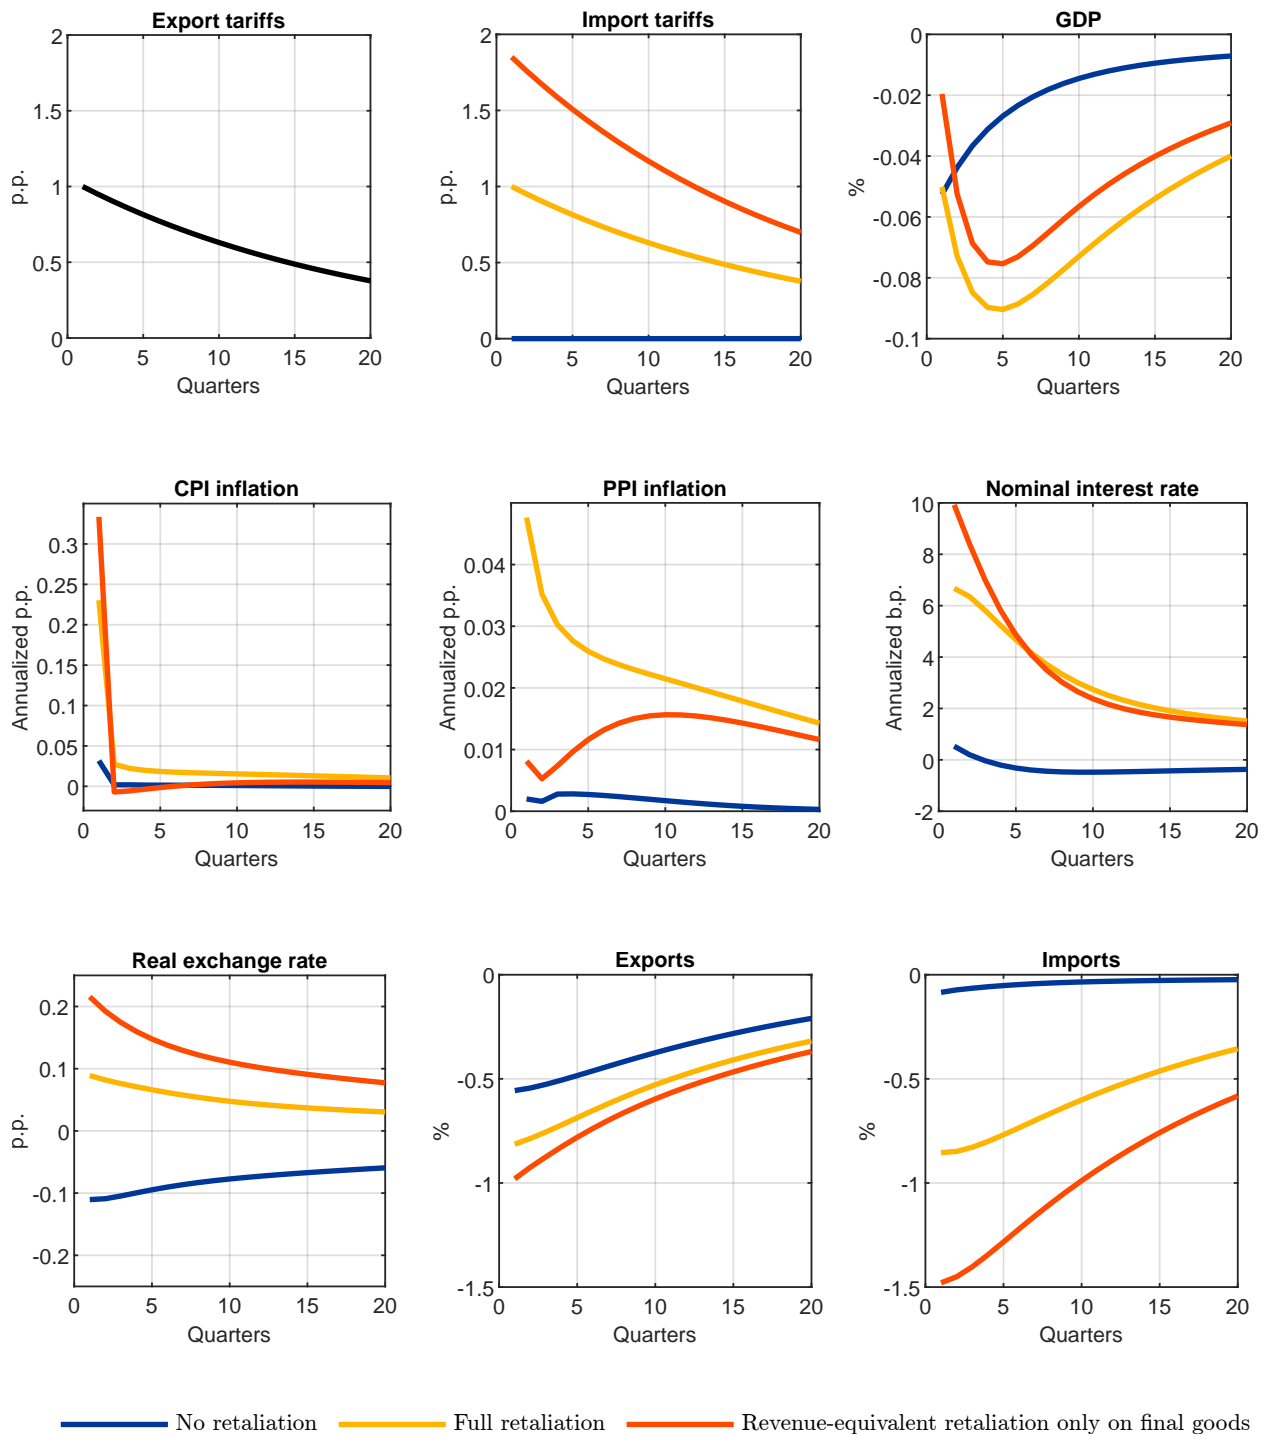 Export tariffs
2
1.5
1
0.5
0
p.p.
0 5 10 15 20
Quarters
Import tariffs
2
1.5
1
0.5
0
p.p.
0 5 10 15 20
Quarters
GDP
0
-0.02
-0.04
-0.06
-0.08
-0.1
%
0 5 10 15 20
Quarters
CPI inflation
0.3
0.25
0.2
0.15
0.1
0.05
0
Annualized p.p.
0 5 10 15 20
Quarters
PPI inflation
0.04
0.03
0.02
0.01
0
Annualized p.p.
0 5 10 15 20
Quarters
Nominal interest rate
10
8
6
4
2
0
-2
Annualized b.p.
0 5 10 15 20
Quarters
Real exchange rate
0.2
0.1
0
-0.1
-0.2
p.p.
0 5 10 15 20
Quarters
Exports
0
-0.5
-1
-1.5
%
0 5 10 15 20
Quarters
Imports
0
-0.5
-1
-1.5
%
0 5 10 15 20
Quarters
No retaliation Full retaliation Revenue-equivalent retaliation only on final goods